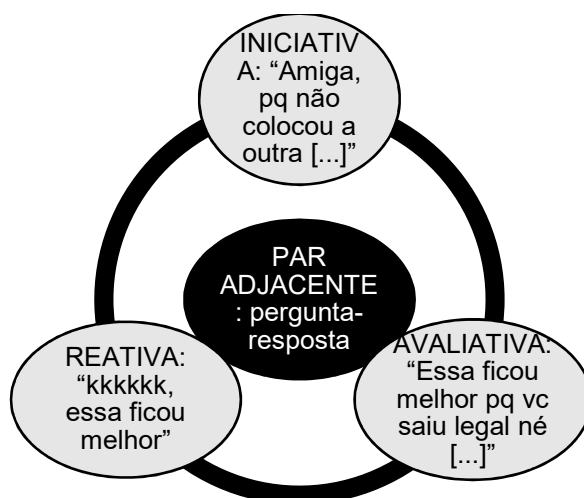 INICIATIV
A: “Amiga,
pq não
colocou a
outra [...]”
PAR
ADJACENTE
: pergunta-
resposta
REATIVA:
“kkkkkk,
essa ficou
melhor”
AVALIATIVA:
“Essa ficou
melhor pq vc
saiu legal né
[...]”